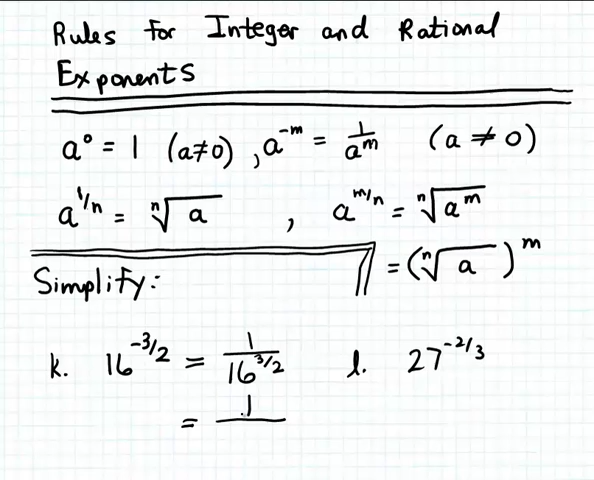 Rules for Integer and Rational
Exponents
a⁰ = 1 (a≠0), a⁻ᵐ = 1/aᵐ (a ≠ 0)
a^(1/n) = ⁿ√a , a^(m/n) = ⁿ√aᵐ
= (ⁿ√a)ᵐ
Simplify:
k. 16^(-3/2) = 1/16^(3/2) l. 27^(-2/3)
= 1/